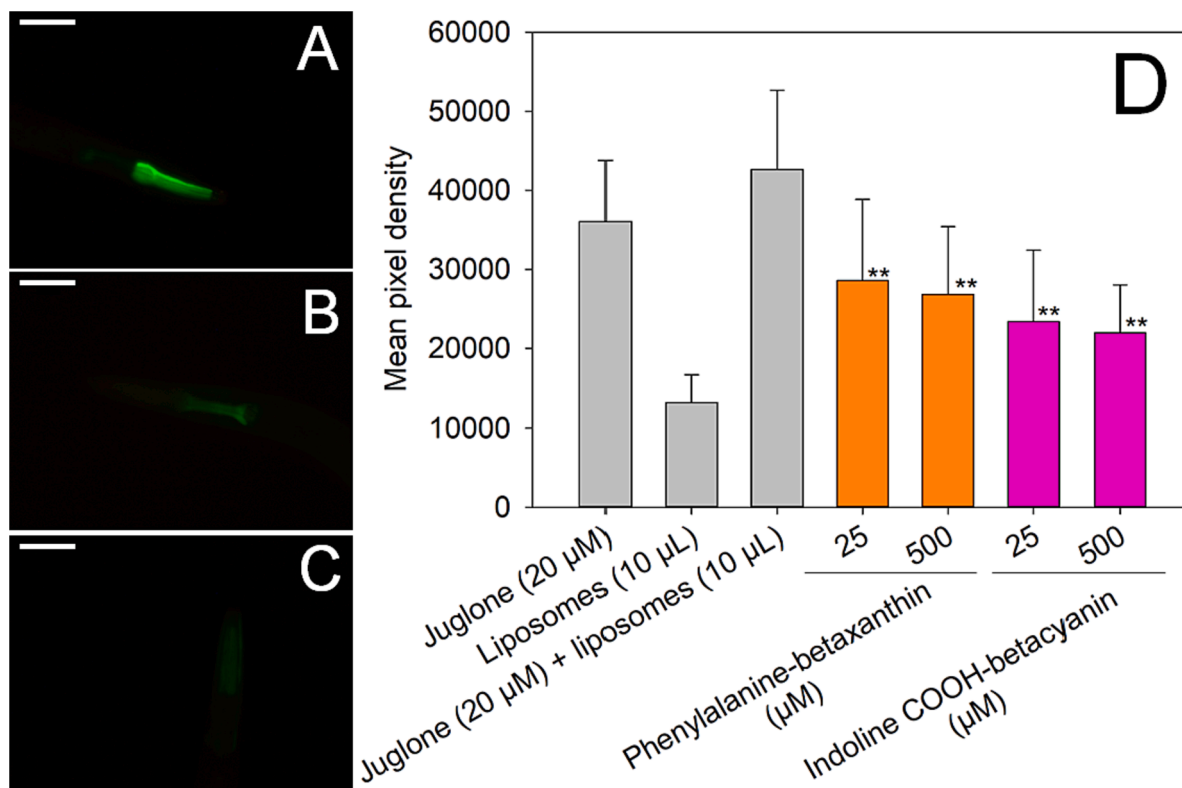 A
B
C
D
Mean pixel density
60000
50000
40000
30000
20000
10000
0
**
**
**
**
Juglone (20 µM)
Liposomes (10 µL)
Juglone (20 µM) + liposomes (10 µL)
25
500
25
500
Phenylalanine-betaxanthin
(µM)
Indoline COOH-betacyanin
(µM)